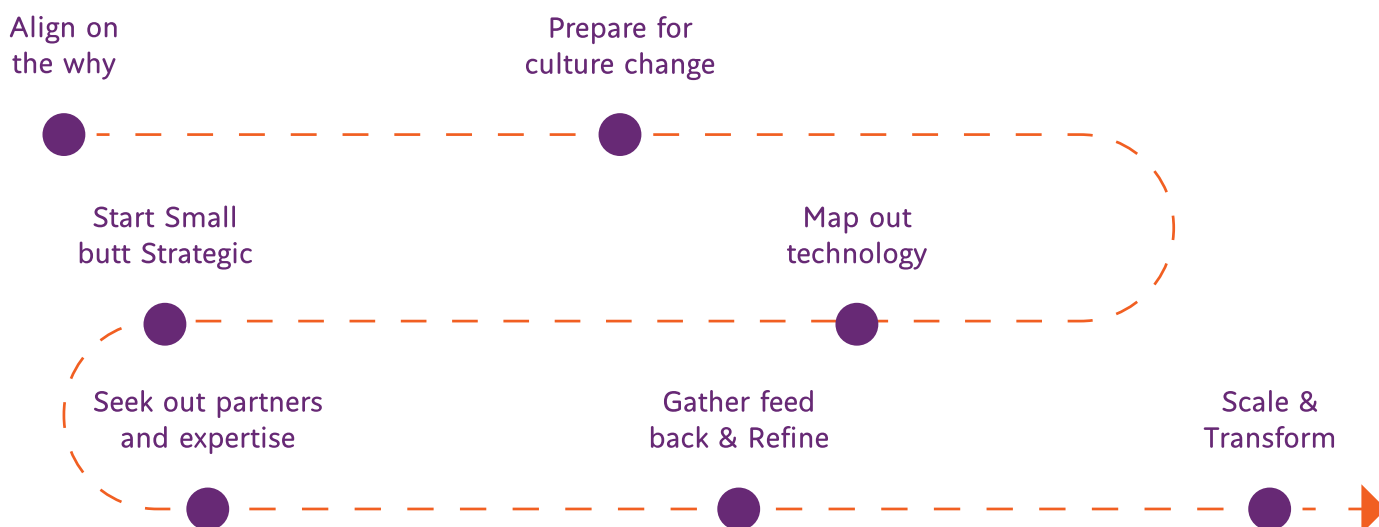 Align on
the why
Prepare for
culture change
Map out
technology
Start Small
butt Strategic
Seek out partners
and expertise
Gather feed
back & Refine
Scale &
Transform